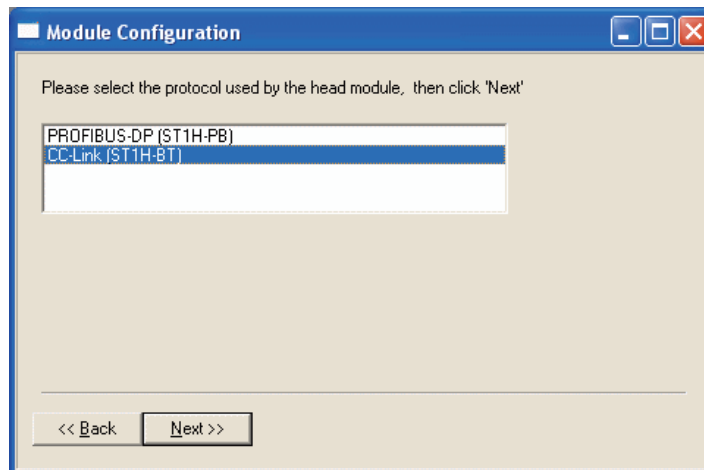 Module Configuration
Please select the protocol used by the head module, then click 'Next'
PROFIBUS-DP (ST1H-PB)
CC-Link (ST1H-BT)
<< Back Next >>